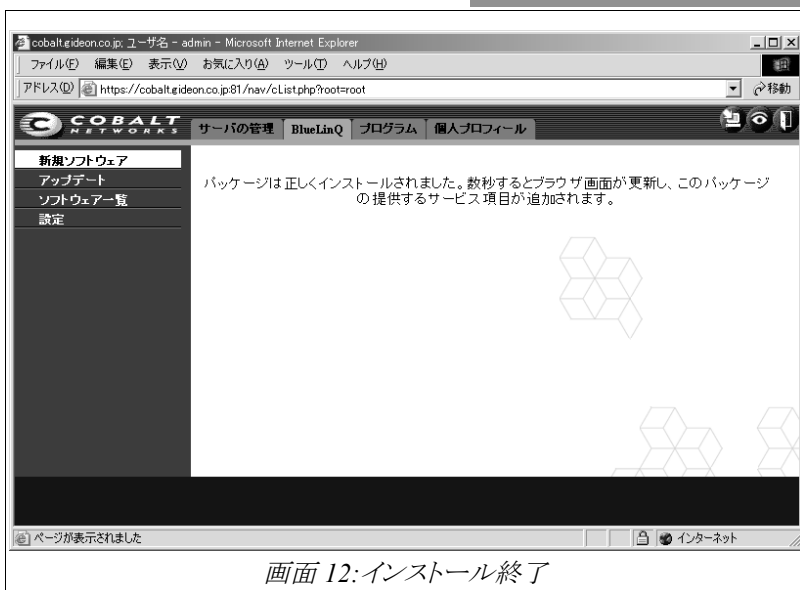 cobalt.gideon.co.jp: ユーザ名 - admin - Microsoft Internet Explorer
ファイル(F) 編集(E) 表示(V) お気に入り(A) ツール(T) ヘルプ(H)
アドレス(D) https://cobalt.gideon.co.jp:81/nav/cList.php?root=root 移動
COBALT
NETWORKS
サーバの管理 BlueLinQ プログラム 個人プロフィール
新規ソフトウェア
アップデート
ソフトウェアー覧
設定
パッケージは正しくインストールされました。数秒するとブラウザ画面が更新し、このパッケージ
の提供するサービス項目が追加されます。
ページが表示されました インターネット
画面 12:インストール終了